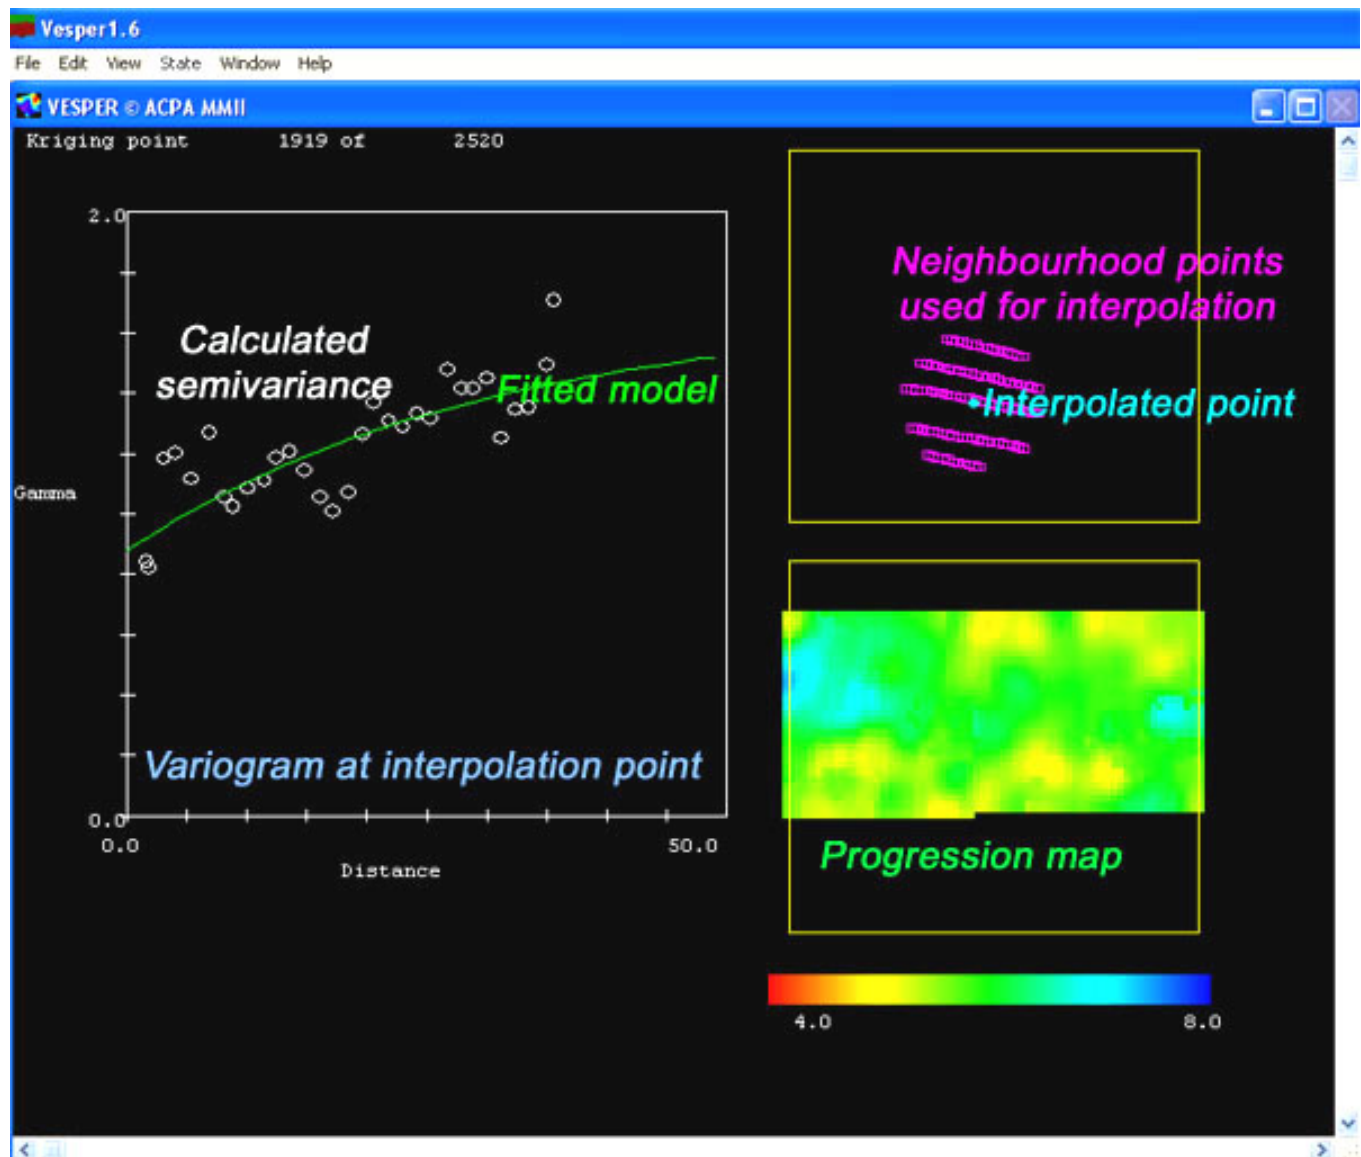 Vesper1.6
File Edit View State Window Help
VESPER © ACPA MMII
Kriging point 1919 of 2520
2.0
Calculated
semivariance
Fitted model
Gamma
Variogram at interpolation point
0.0
0.0 50.0
Distance
Neighbourhood points
used for interpolation
Interpolated point
Progression map
4.0 8.0